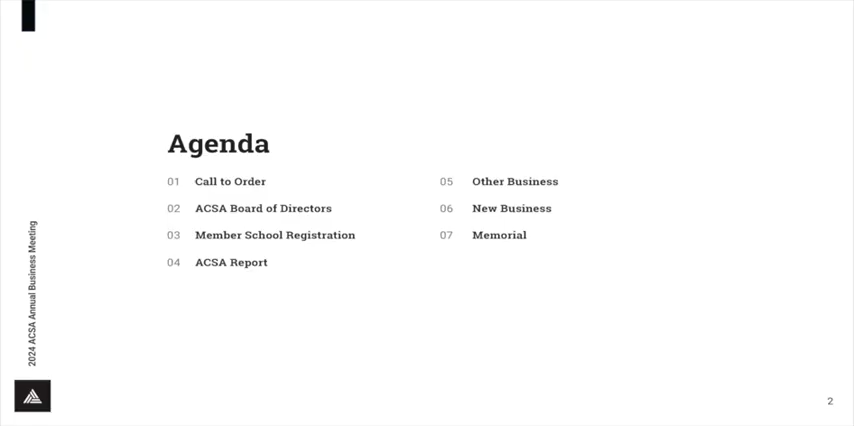 Agenda
01 Call to Order
02 ACSA Board of Directors
03 Member School Registration
04 ACSA Report
05 Other Business
06 New Business
07 Memorial
2024 ACSA Annual Business Meeting
2